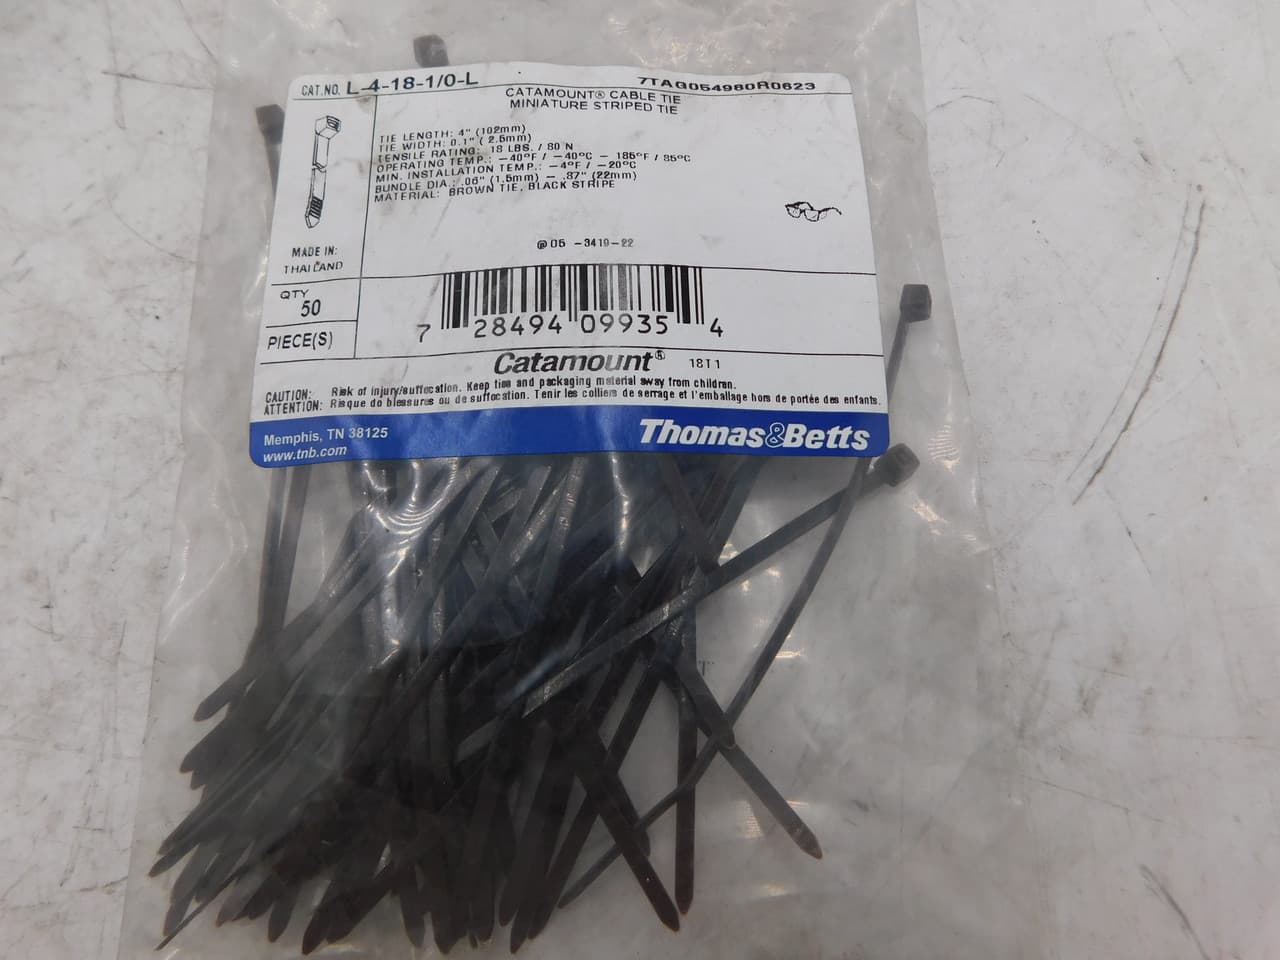 CAT.NO. L-4-18-1/0-L
7TAG054980R0623
CATAMOUNT® CABLE TIE
MINIATURE STRIPED TIE
TIE LENGTH: 4" (102mm)
TIE WIDTH: 0.1" ( 2.5mm)
TENSILE RATING: 18 LBS. / 80 N
OPERATING TEMP.: -40°F / -40°C - 185°F / 85°C
MIN. INSTALLATION TEMP.: -4°F / -20°C
BUNDLE DIA.: .06" (1.5mm) - .87" (22mm)
MATERIAL: BROWN TIE, BLACK STRIPE
@05 -3419-22
MADE IN:
THAILAND
QTY
50
PIECE(S)
7 28494 09935 4
Catamount® 18T1
CAUTION: Risk of injury/suffocation. Keep ties and packaging material away from children.
ATTENTION: Risque do blessures ou de suffocation. Tenir les colliers de serrage et l'emballage hors de portée des enfants.
Memphis, TN 38125
www.tnb.com
Thomas&Betts